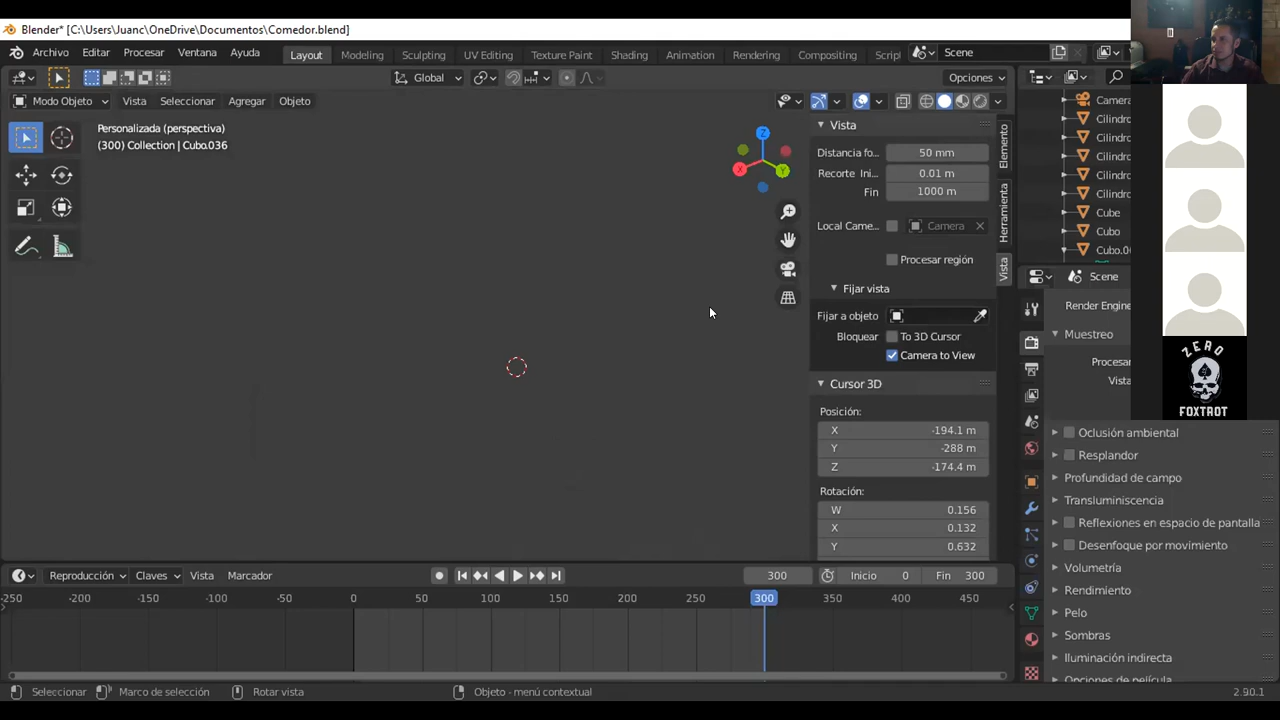 Blender* [C:\Users\Juanc\OneDrive\Documentos\Comedor.blend]
Archivo Editar Procesar Ventana Ayuda Layout Modeling Sculpting UV Editing Texture Paint Shading Animation Rendering Compositing Script Scene
Global Opciones
Modo Objeto Vista Seleccionar Agregar Objeto
Personalizada (perspectiva)
(300) Collection | Cubo.036
Z
X
Y
Vista
Distancia fo... 50 mm
Recorte Ini... 0.01 m
Fin 1000 m
Local Came... Camera
Procesar región
Fijar vista
Fijar a objeto
Bloquear To 3D Cursor
Camera to View
Cursor 3D
Posición:
X -194.1 m
Y -288 m
Z -174.4 m
Rotación:
W 0.156
X 0.132
Y 0.632
Elemento
Herramienta
Vista
Camera
Cilindro
Cilindro
Cilindro
Cilindro
Cilindro
Cube
Cubo
Cubo.00
Scene
Render Engine
Muestreo
Procesar
Vista
ZERO
FOXTROT
Oclusión ambiental
Resplandor
Profundidad de campo
Transluminiscencia
Reflexiones en espacio de pantalla
Desenfoque por movimiento
Volumetría
Rendimiento
Pelo
Sombras
Iluminación indirecta
Opciones de película
Reproducción Claves Vista Marcador 300 Inicio 0 Fin 300
-250 -200 -150 -100 -50 0 50 100 150 200 250 300 350 400 450
Seleccionar Marco de selección Rotar vista Objeto - menú contextual 2.90.1